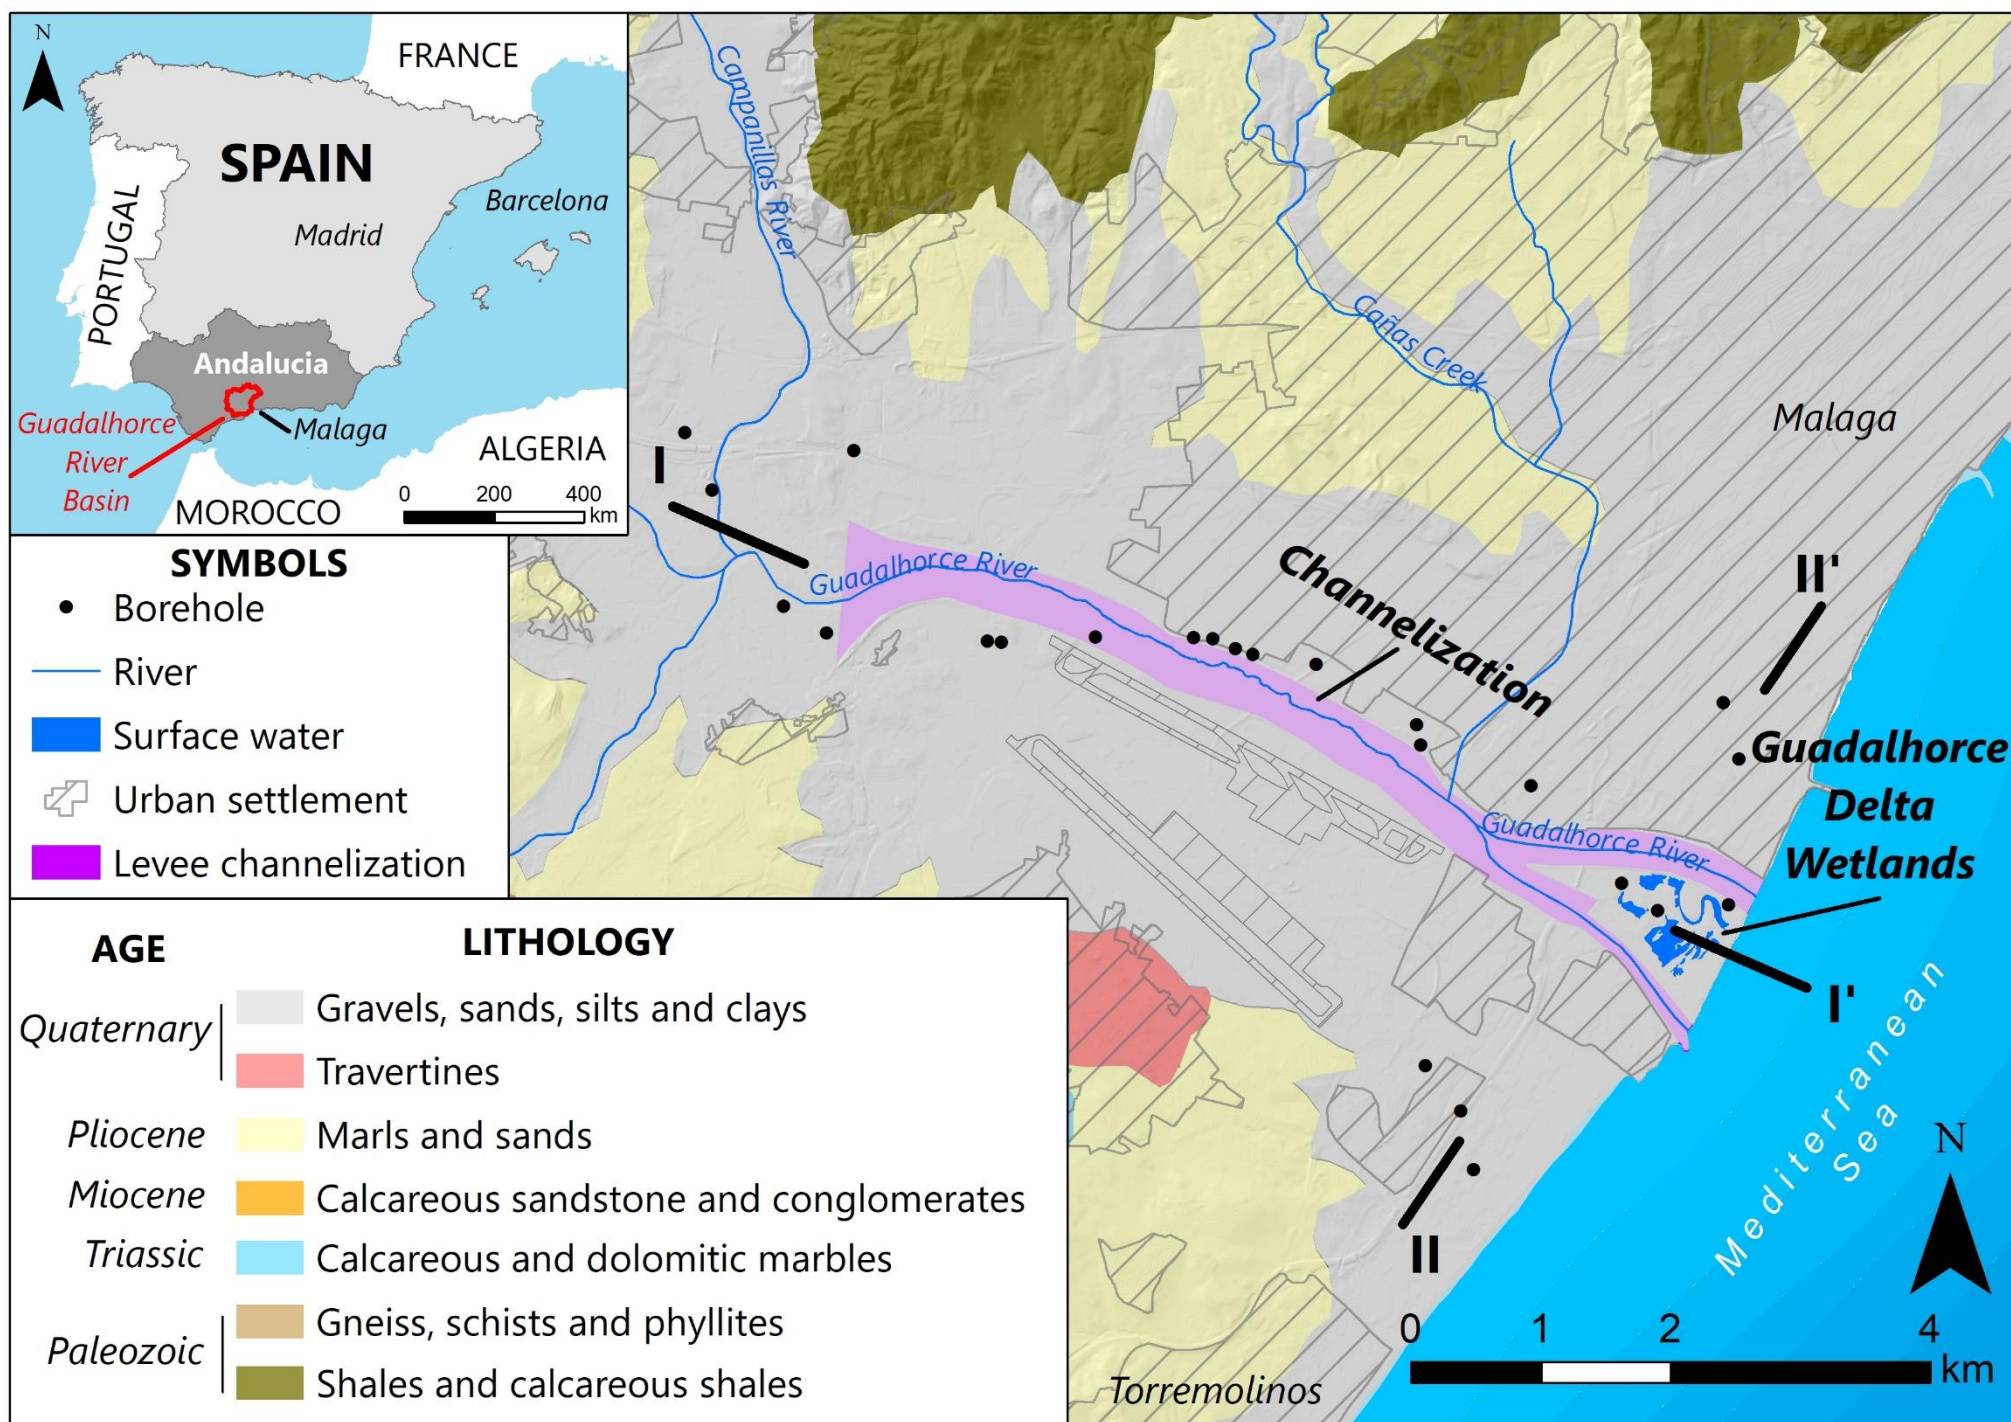 N
FRANCE
SPAIN
Barcelona
Madrid
PORTUGAL
Andalucia
Guadalhorce
River
Basin
Malaga
ALGERIA
MOROCCO
0 200 400
km
SYMBOLS
Borehole
River
Surface water
Urban settlement
Levee channelization
AGE
LITHOLOGY
Quaternary
Gravels, sands, silts and clays
Travertines
Pliocene
Marls and sands
Miocene
Calcareous sandstone and conglomerates
Triassic
Calcareous and dolomitic marbles
Paleozoic
Gneiss, schists and phyllites
Shales and calcareous shales
Campanillas River
Cañas Creek
Malaga
I
Guadalhorce River
Channelization
II'
Guadalhorce
Delta
Wetlands
Guadalhorce River
I'
II
Mediterranean
Sea
N
Torremolinos
0 1 2 4
km